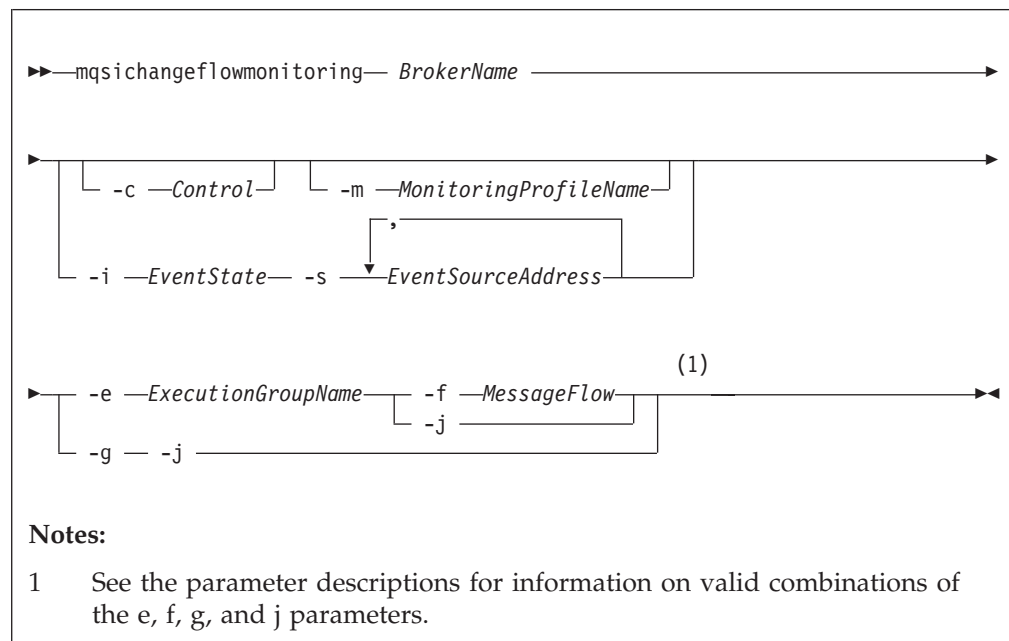 mqsichangeflowmonitoring BrokerName
-c Control -m MonitoringProfileName
,
-i EventState -s EventSourceAddress
(1)
-e ExecutionGroupName -f MessageFlow
-j
-g -j
Notes:
1 See the parameter descriptions for information on valid combinations of
the e, f, g, and j parameters.